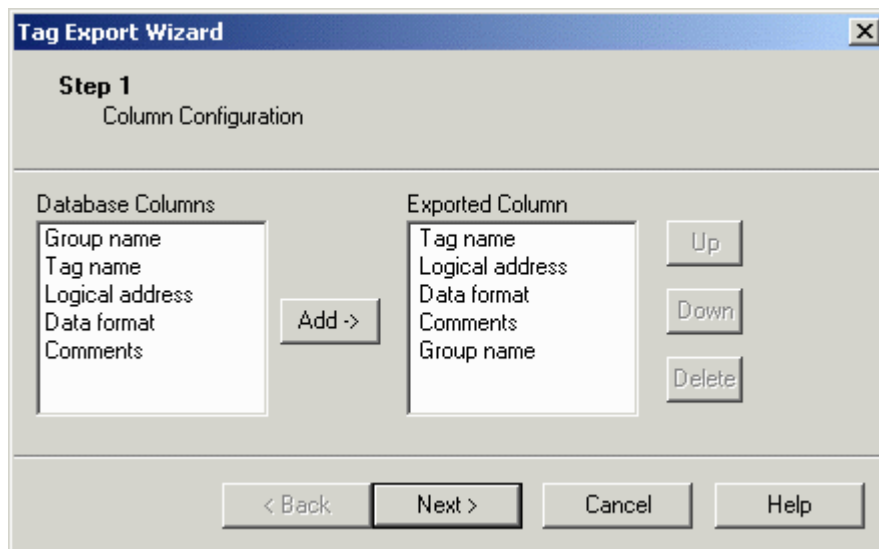 Tag Export Wizard
Step 1
Column Configuration
Database Columns
Group name
Tag name
Logical address
Data format
Comments
Add ->
Exported Column
Tag name
Logical address
Data format
Comments
Group name
Up
Down
Delete
< Back
Next >
Cancel
Help